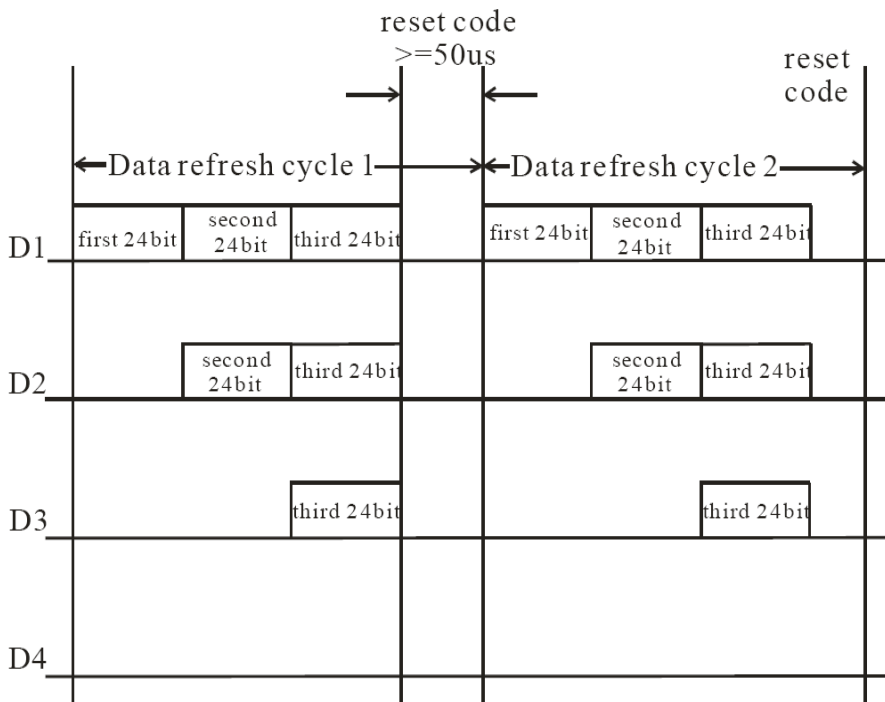 reset code
>=50us
reset
code
Data refresh cycle 1
Data refresh cycle 2
D1
first 24bit
second
24bit
third 24bit
first 24bit
second
24bit
third 24bit
D2
second
24bit
third 24bit
second
24bit
third 24bit
D3
third 24bit
third 24bit
D4